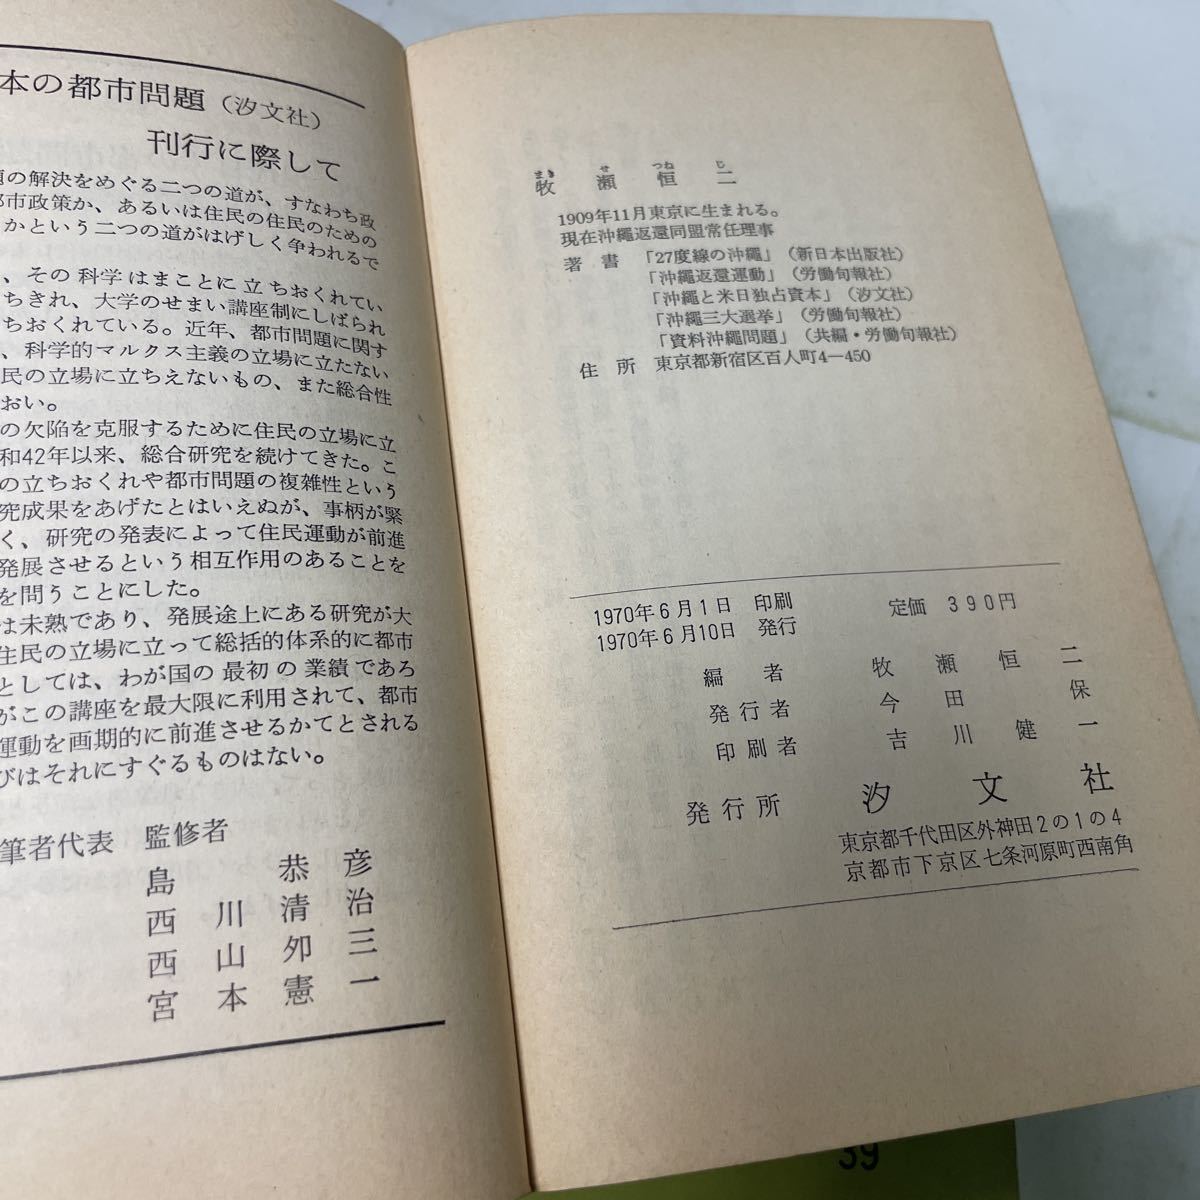 本の都市問題（汐文社）
刊行に際して
の解決をめぐる二つの道が、すなわち政
市政策か、あるいは住民の住民のための
かという二つの道がはげしく争われるで
、その科学はまことに立ちおくれてい
ちきれ、大学のせまい講座制にしばられ
ちおくれている。近年、都市問題に関す
、科学的マルクス主義の立場に立たない
民の立場に立ちえないもの、また総合性
おい。
の欠陥を克服するために住民の立場に立
和42年以来、総合研究を続けてきた。こ
の立ちおくれや都市問題の複雑性という
究成果をあげたとはいえぬが、事柄が緊
く、研究の発表によって住民運動が前進
発展させるという相互作用のあることを
を問うことにした。
は未熟であり、発展途上にある研究が大
住民の立場に立って総括的体系的に都市
としては、わが国の最初の業績であろ
がこの講座を最大限に利用されて、都市
運動を画期的に前進させるかてとされる
びはそれにすぐるものはない。
筆者代表 監修者
島恭彦
西川清治
西山夘三
宮本憲一
まきせつねじ
牧瀬恒二
1909年11月東京に生まれる。
現在沖縄返還同盟常任理事
著書「27度線の沖縄」（新日本出版社）
「沖縄返還運動」（労働旬報社）
「沖縄と米日独占資本」（汐文社）
「沖縄三大選挙」（労働旬報社）
「資料沖縄問題」（共編・労働旬報社）
住所 東京都新宿区百人町4—450
1970年6月1日 印刷 定価 390円
1970年6月10日 発行
編者 牧瀬恒二
発行者 今田保
印刷者 吉川健一
発行所 汐文社
東京都千代田区外神田2の1の4
京都市下京区七条河原町西南角
39